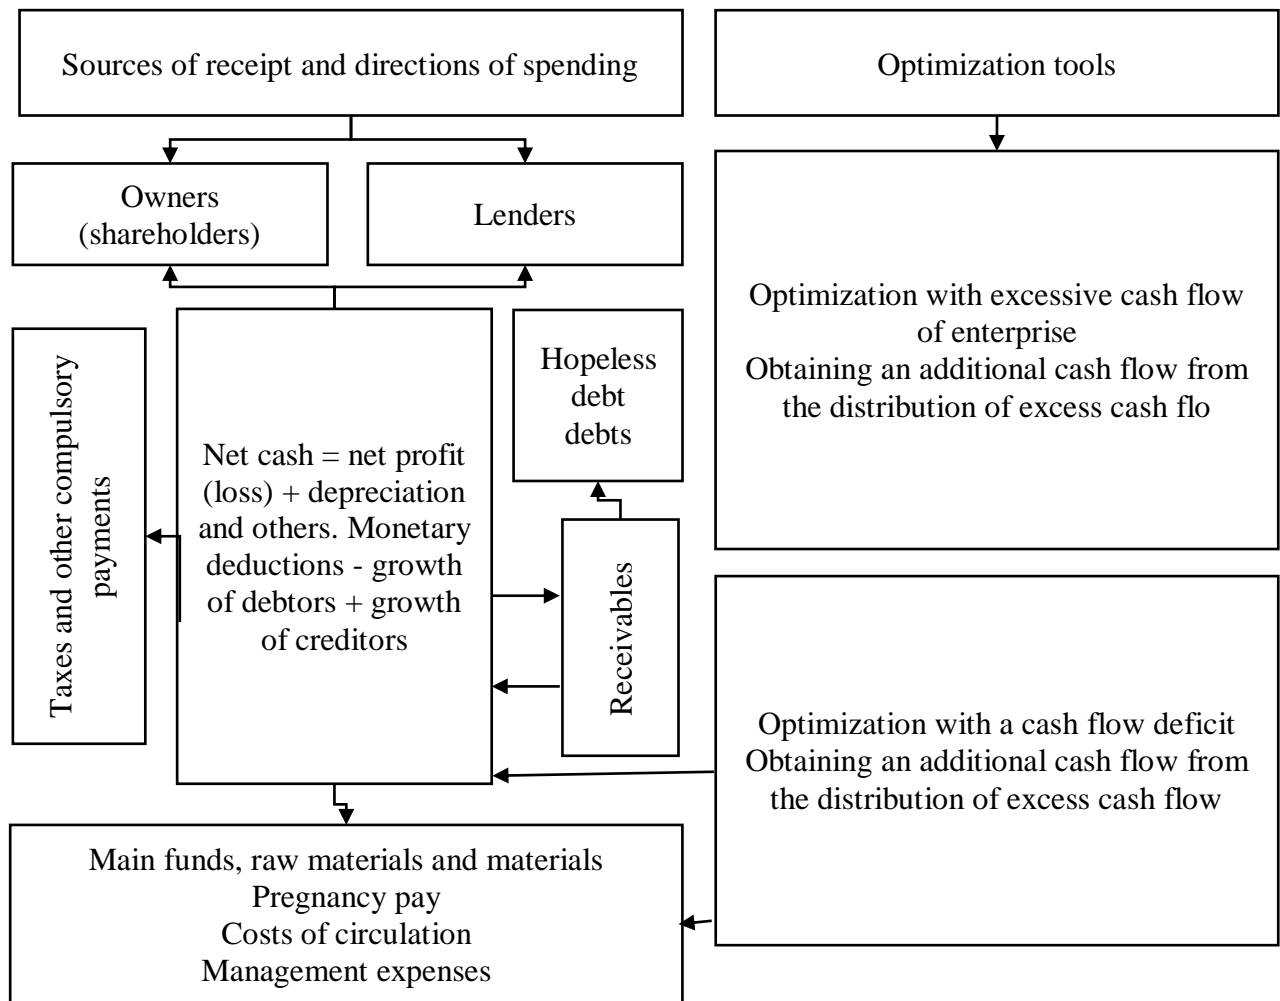 Sources of receipt and directions of spending
Optimization tools
Owners
(shareholders)
Lenders
Taxes and other compulsory
payments
Net cash = net profit
(loss) + depreciation
and others. Monetary
deductions - growth
of debtors + growth
of creditors
Hopeless
debt
debts
Receivables
Optimization with excessive cash flow
of enterprise
Obtaining an additional cash flow from
the distribution of excess cash flo
Optimization with a cash flow deficit
Obtaining an additional cash flow from
the distribution of excess cash flow
Main funds, raw materials and materials
Pregnancy pay
Costs of circulation
Management expenses